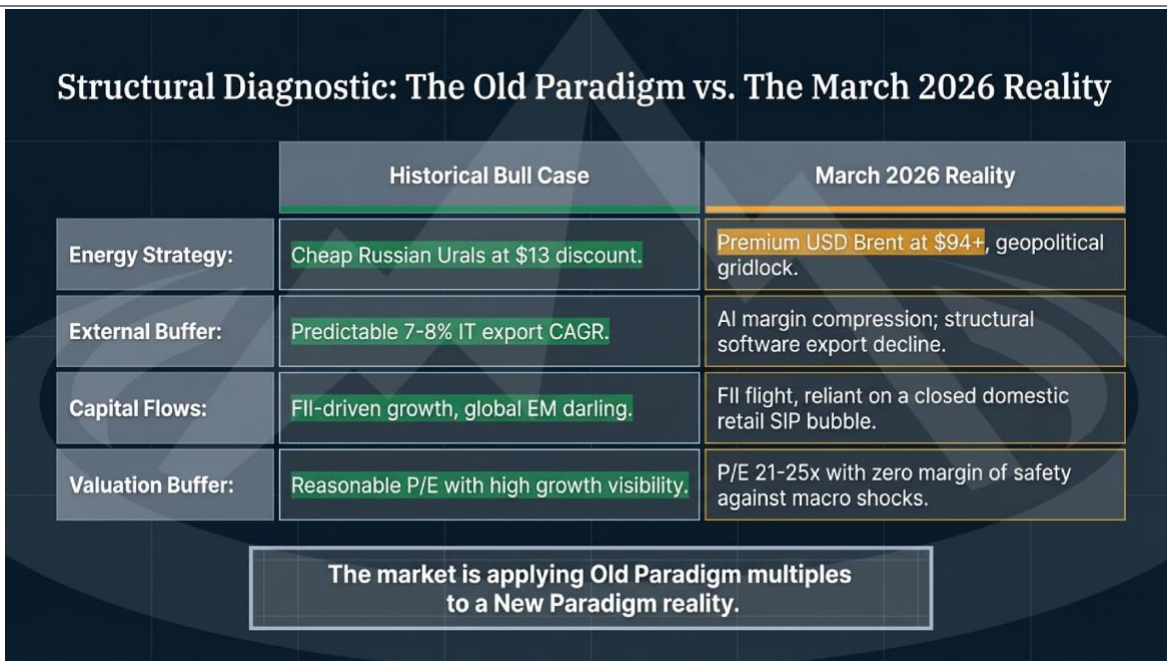 Structural Diagnostic: The Old Paradigm vs. The March 2026 Reality
Historical Bull Case
March 2026 Reality
Energy Strategy:
Cheap Russian Urals at $13 discount.
Premium USD Brent at $94+, geopolitical
gridlock.
External Buffer:
Predictable 7-8% IT export CAGR.
AI margin compression; structural
software export decline.
Capital Flows:
FII-driven growth, global EM darling.
FII flight, reliant on a closed domestic
retail SIP bubble.
Valuation Buffer:
Reasonable P/E with high growth visibility.
P/E 21-25x with zero margin of safety
against macro shocks.
The market is applying Old Paradigm multiples
to a New Paradigm reality.